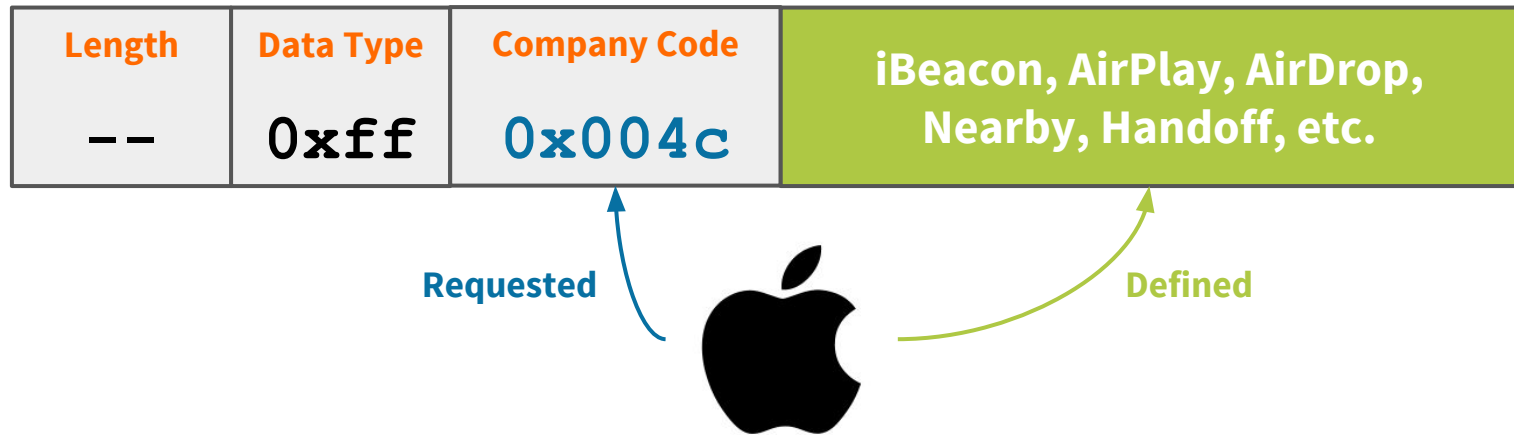 Length
Data Type
Company Code
iBeacon, AirPlay, AirDrop,
Nearby, Handoff, etc.
--
0xff
0x004c
Requested
Defined